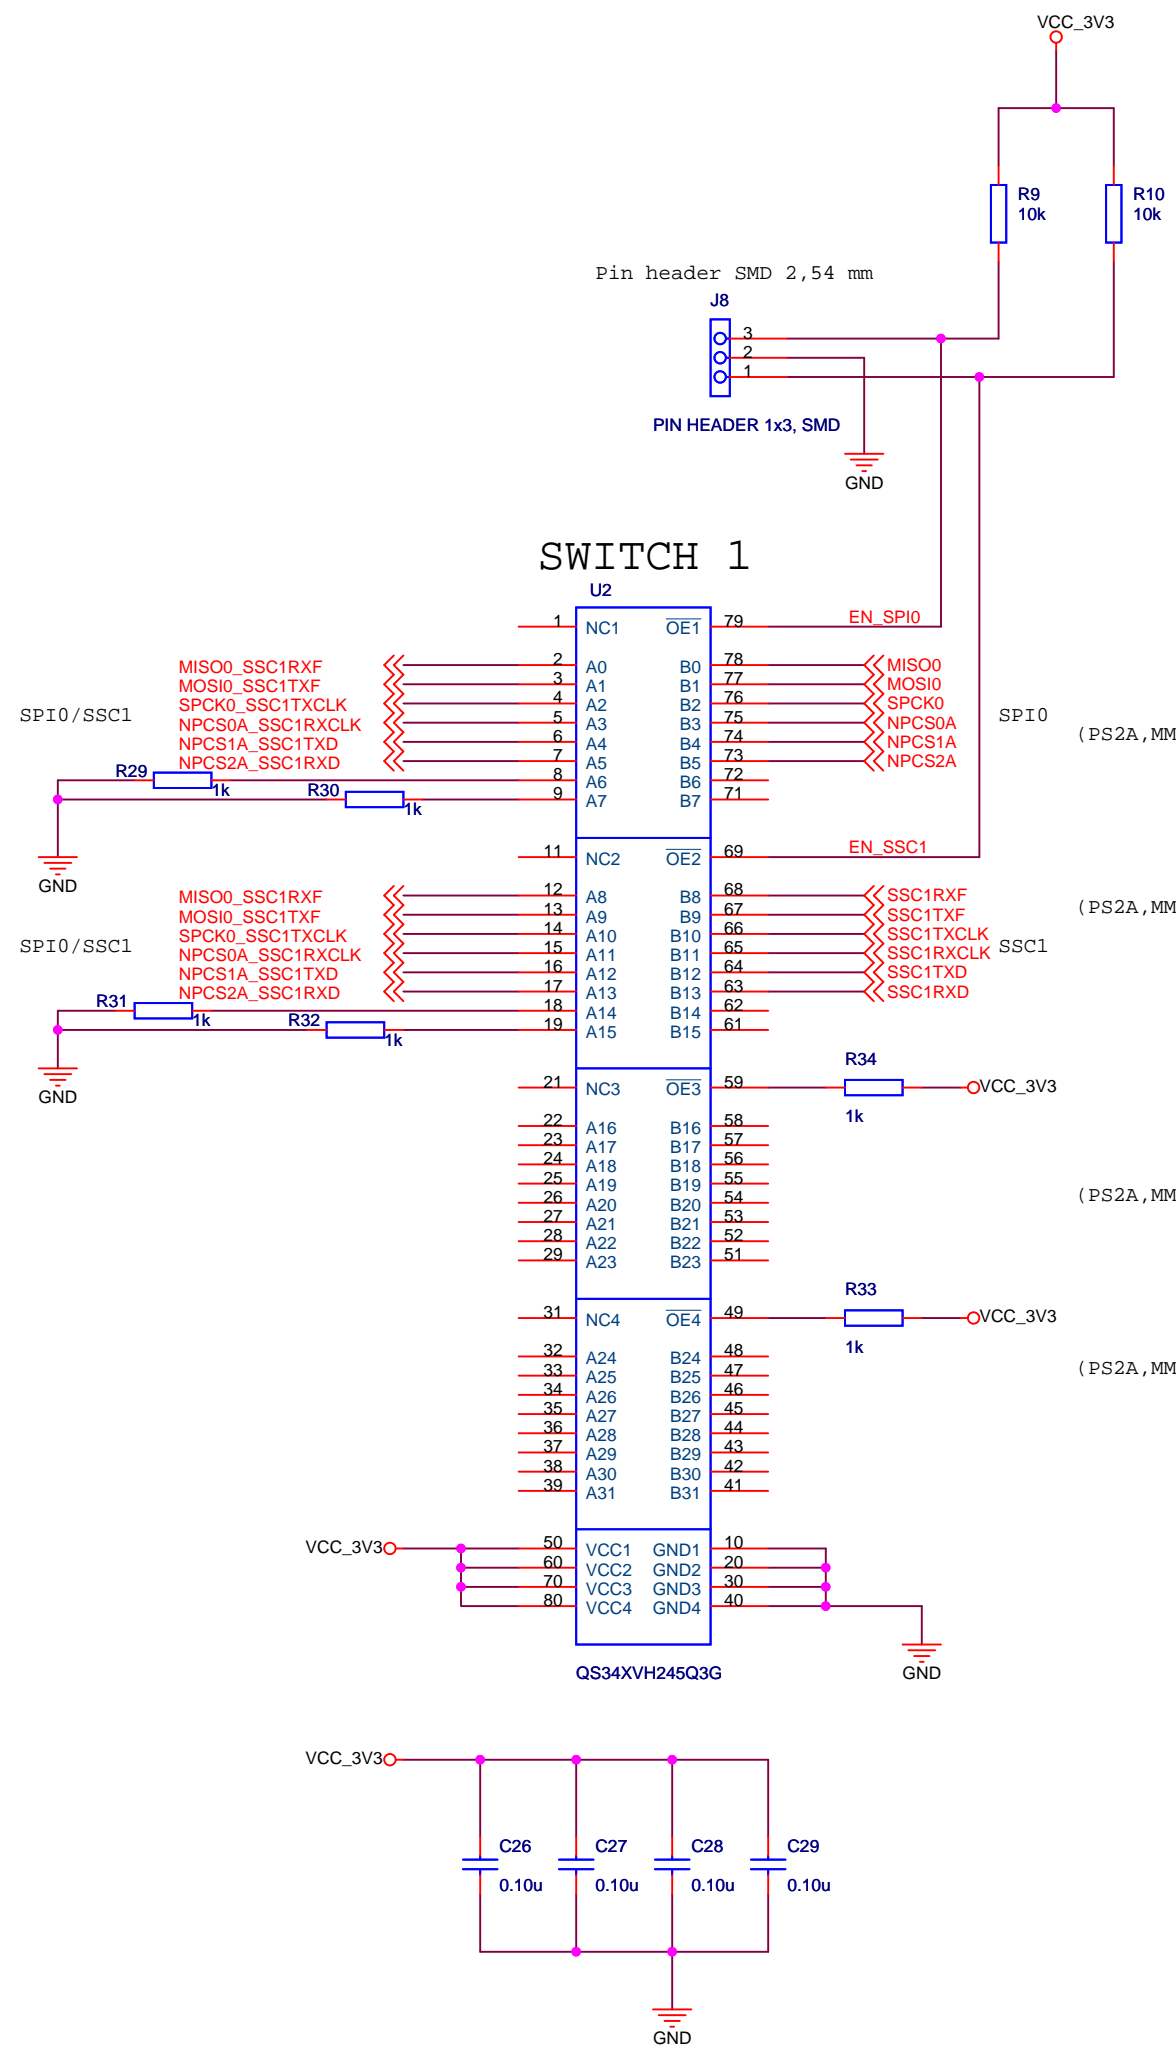 VCC_3V3
R9
10k
R10
10k
Pin header SMD 2,54 mm
J8
3
2
1
PIN HEADER 1x3, SMD
GND
SWITCH 1
U2
1 NC1 OE1 79 EN_SPI0
MISO0_SSC1RXF 2 A0 B0 78 MISO0
MOSI0_SSC1TXF 3 A1 B1 77 MOSI0
SPCK0_SSC1TXCLK 4 A2 B2 76 SPCK0
SPI0/SSC1 NPCS0A_SSC1RXCLK 5 A3 B3 75 NPCS0A SPI0
NPCS1A_SSC1TXD 6 A4 B4 74 NPCS1A (PS2A,MM
NPCS2A_SSC1RXD 7 A5 B5 73 NPCS2A
R29 1k 8 A6 B6 72
R30 1k 9 A7 B7 71
GND
11 NC2 OE2 69 EN_SSC1
MISO0_SSC1RXF 12 A8 B8 68 SSC1RXF
MOSI0_SSC1TXF 13 A9 B9 67 SSC1TXF (PS2A,MM
SPCK0_SSC1TXCLK 14 A10 B10 66 SSC1TXCLK
SPI0/SSC1 NPCS0A_SSC1RXCLK 15 A11 B11 65 SSC1RXCLK SSC1
NPCS1A_SSC1TXD 16 A12 B12 64 SSC1TXD
NPCS2A_SSC1RXD 17 A13 B13 63 SSC1RXD
R31 1k 18 A14 B14 62
R32 1k 19 A15 B15 61
GND
R34
21 NC3 OE3 59 VCC_3V3
1k
22 A16 B16 58
23 A17 B17 57
24 A18 B18 56
25 A19 B19 55
26 A20 B20 54 (PS2A,MM
27 A21 B21 53
28 A22 B22 52
29 A23 B23 51
R33
31 NC4 OE4 49 VCC_3V3
1k
32 A24 B24 48 (PS2A,MM
33 A25 B25 47
34 A26 B26 46
35 A27 B27 45
36 A28 B28 44
37 A29 B29 43
38 A30 B30 42
39 A31 B31 41
VCC_3V3 50 VCC1 GND1 10
60 VCC2 GND2 20
70 VCC3 GND3 30
80 VCC4 GND4 40
GND
QS34XVH245Q3G
VCC_3V3
C26 C27 C28 C29
0.10u 0.10u 0.10u 0.10u
GND